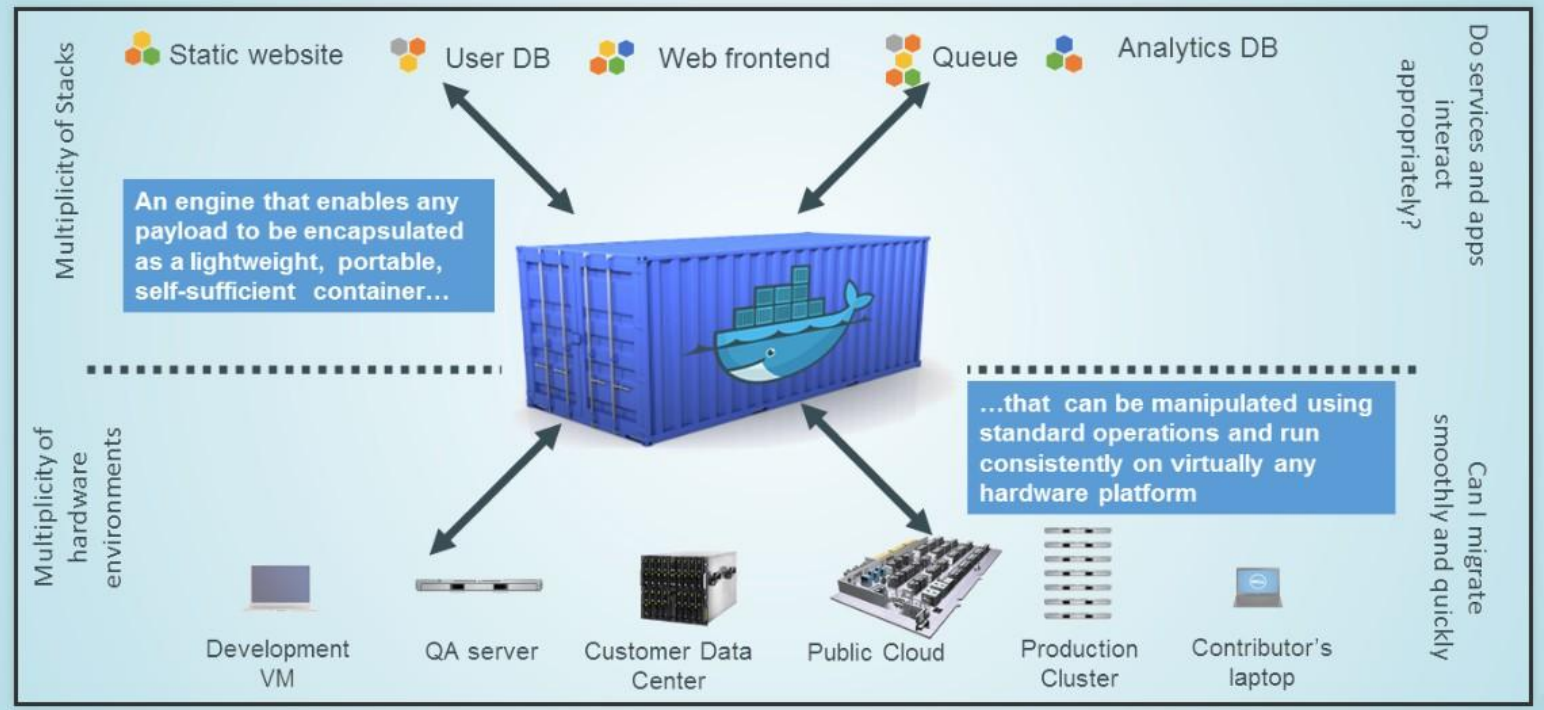 Static website
User DB
Web frontend
Queue
Analytics DB
Multiplicity of Stacks
Do services and apps
interact
appropriately?
An engine that enables any
payload to be encapsulated
as a lightweight, portable,
self-sufficient container…
…that can be manipulated using
standard operations and run
consistently on virtually any
hardware platform
Multiplicity of
hardware
environments
Can I migrate
smoothly and quickly
Development
VM
QA server
Customer Data
Center
Public Cloud
Production
Cluster
Contributor’s
laptop